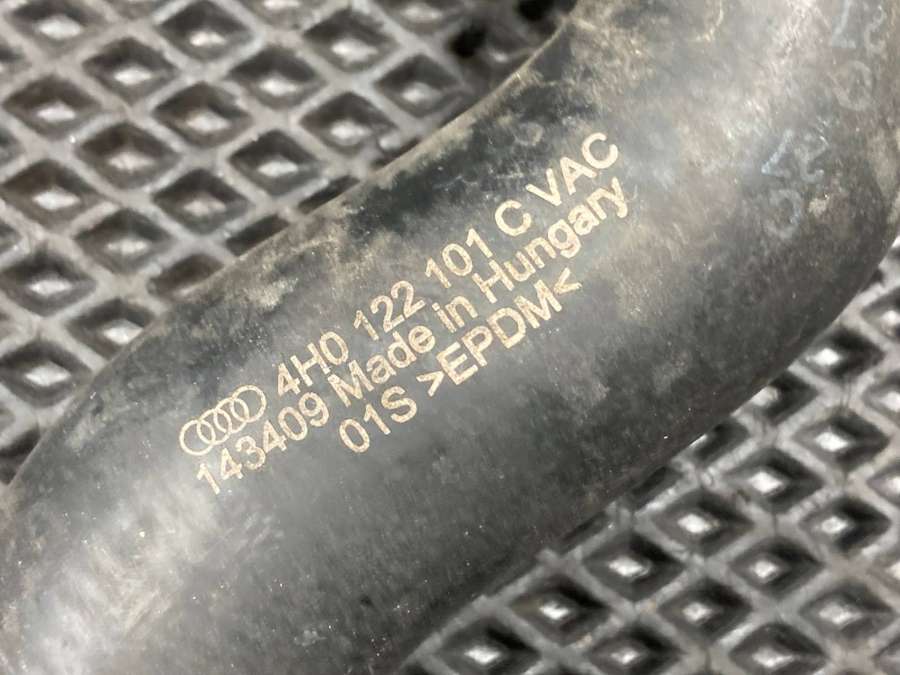 4H0 122 101 C VAC
143409 Made in Hungary
01S >EPDM<